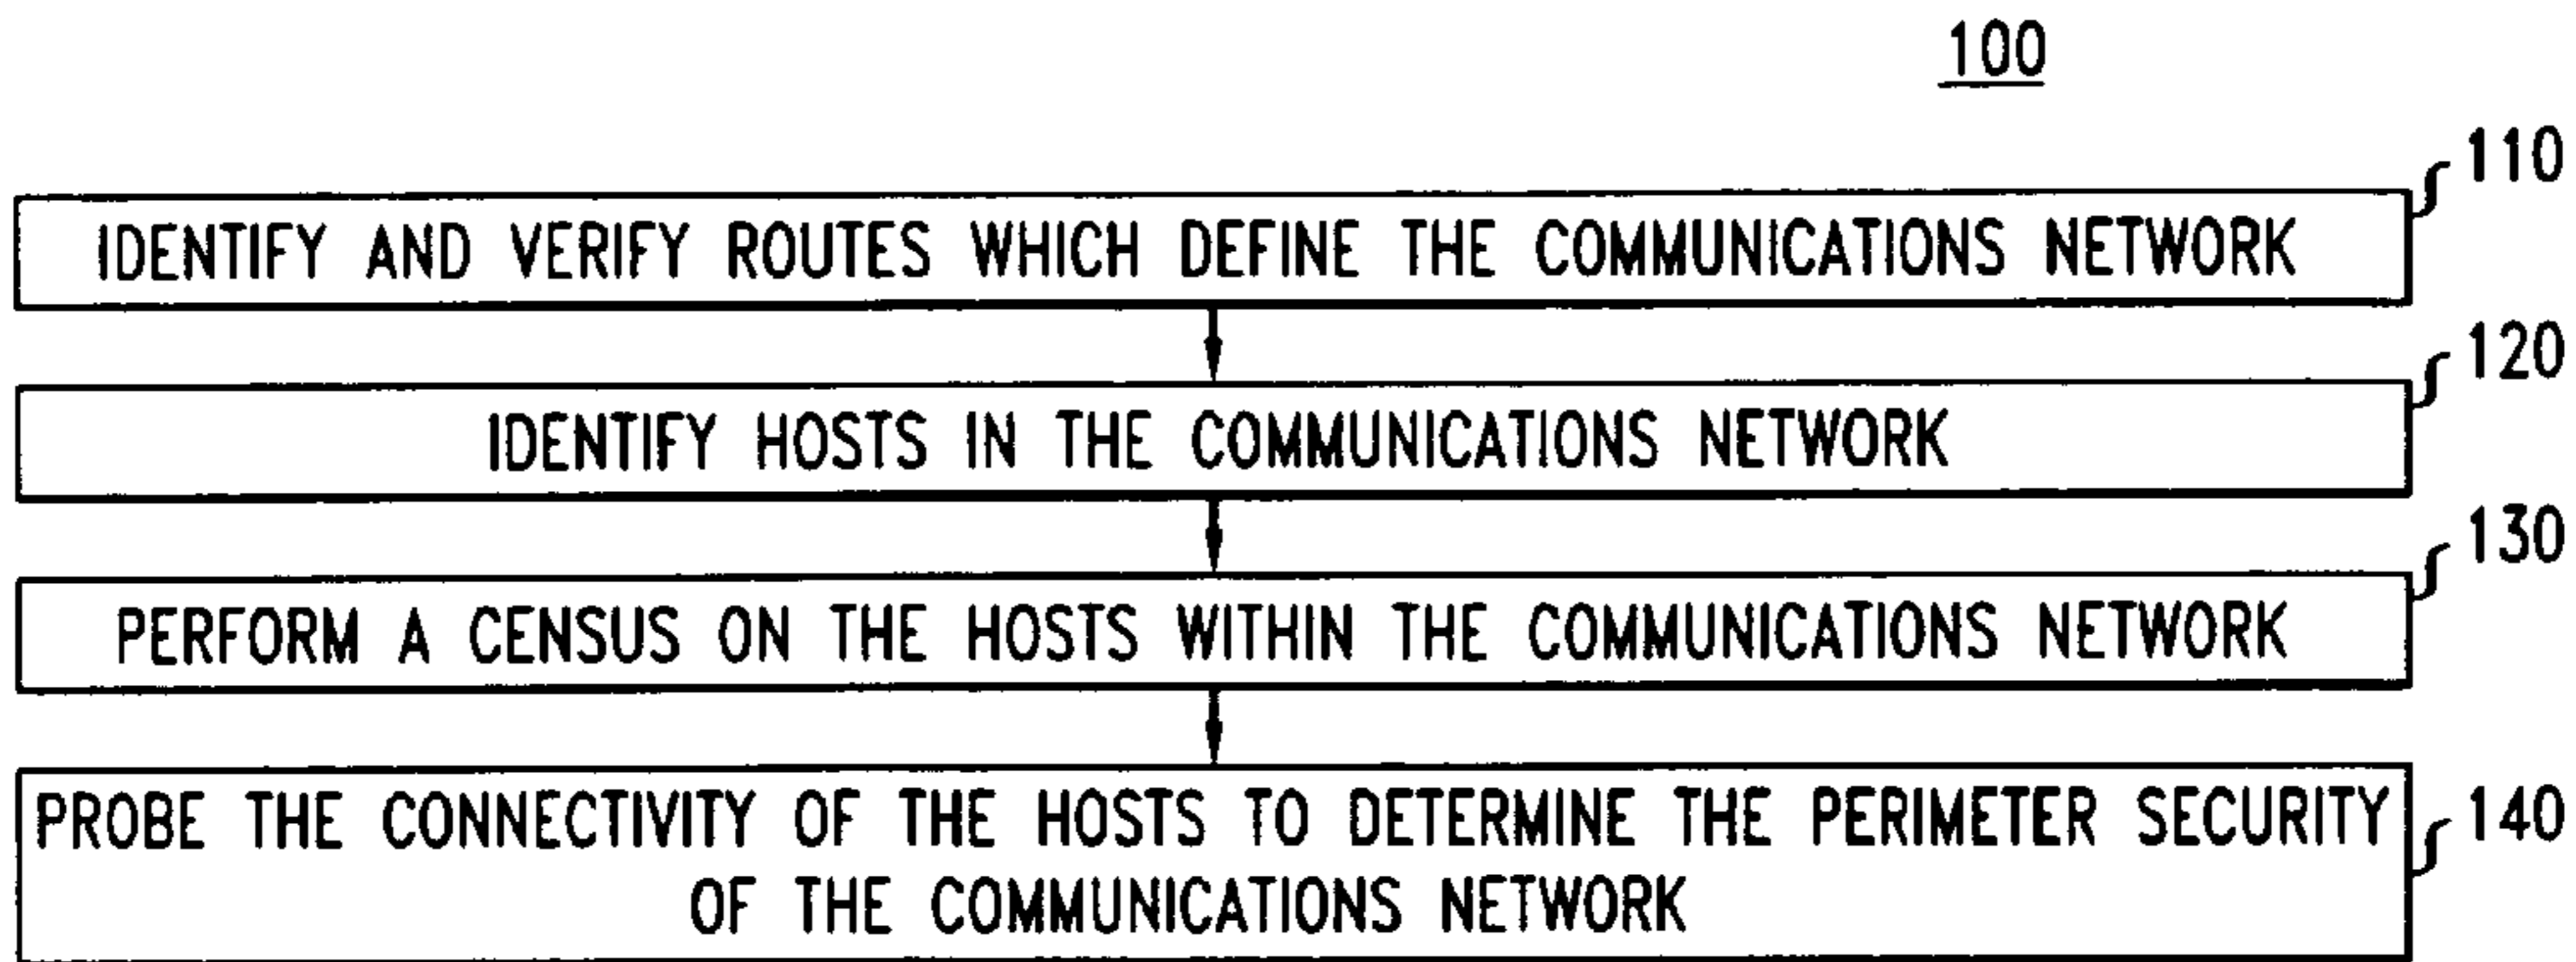 100
110
IDENTIFY AND VERIFY ROUTES WHICH DEFINE THE COMMUNICATIONS NETWORK
120
IDENTIFY HOSTS IN THE COMMUNICATIONS NETWORK
130
PERFORM A CENSUS ON THE HOSTS WITHIN THE COMMUNICATIONS NETWORK
PROBE THE CONNECTIVITY OF THE HOSTS TO DETERMINE THE PERIMETER SECURITY
140
OF THE COMMUNICATIONS NETWORK